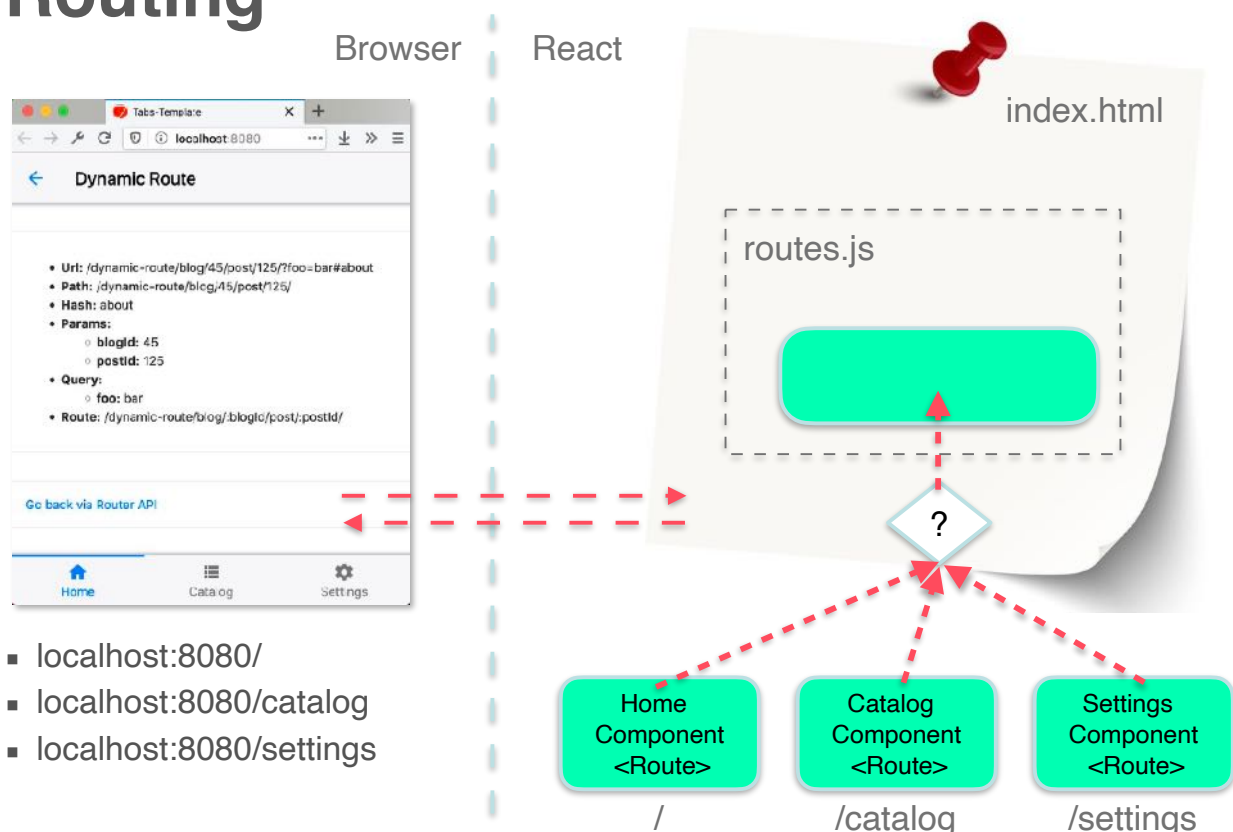 Routing
Browser
React
Tabs-Template
localhost:8080
Dynamic Route
Url: /dynamic-route/blog/45/post/125/?foo=bar#about
Path: /dynamic-route/blog/45/post/125/
Hash: about
Params:
blogId: 45
postId: 125
Query:
foo: bar
Route: /dynamic-route/blog/:blogId/post/:postId/
Go back via Router API
Home
Catalog
Settings
localhost:8080/
localhost:8080/catalog
localhost:8080/settings
index.html
routes.js
?
Home
Component
<Route>
Catalog
Component
<Route>
Settings
Component
<Route>
/
/catalog
/settings